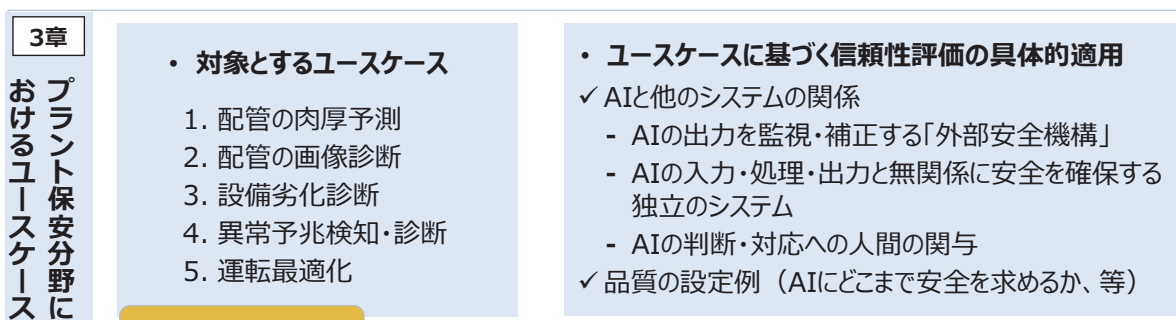 3章
プラント保安分野に
おけるユースケース
• 対象とするユースケース
1. 配管の肉厚予測
2. 配管の画像診断
3. 設備劣化診断
4. 異常予兆検知・診断
5. 運転最適化
• ユースケースに基づく信頼性評価の具体的適用
✓ AIと他のシステムの関係
- AIの出力を監視・補正する「外部安全機構」
- AIの入力・処理・出力と無関係に安全を確保する
独立のシステム
- AIの判断・対応への人間の関与
✓ 品質の設定例（AIにどこまで安全を求めるか、等）